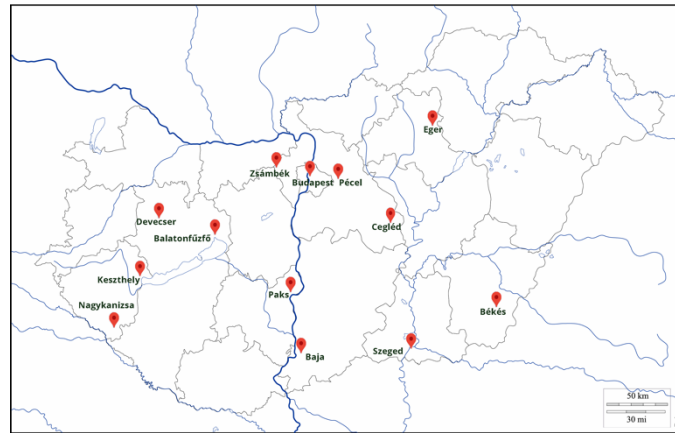 Eger
Zsámbék
Budapest
Pécel
Devecser
Cegléd
Balatonfűzfő
Keszthely
Paks
Nagykanizsa
Békés
Szeged
Baja
50 km
30 mi